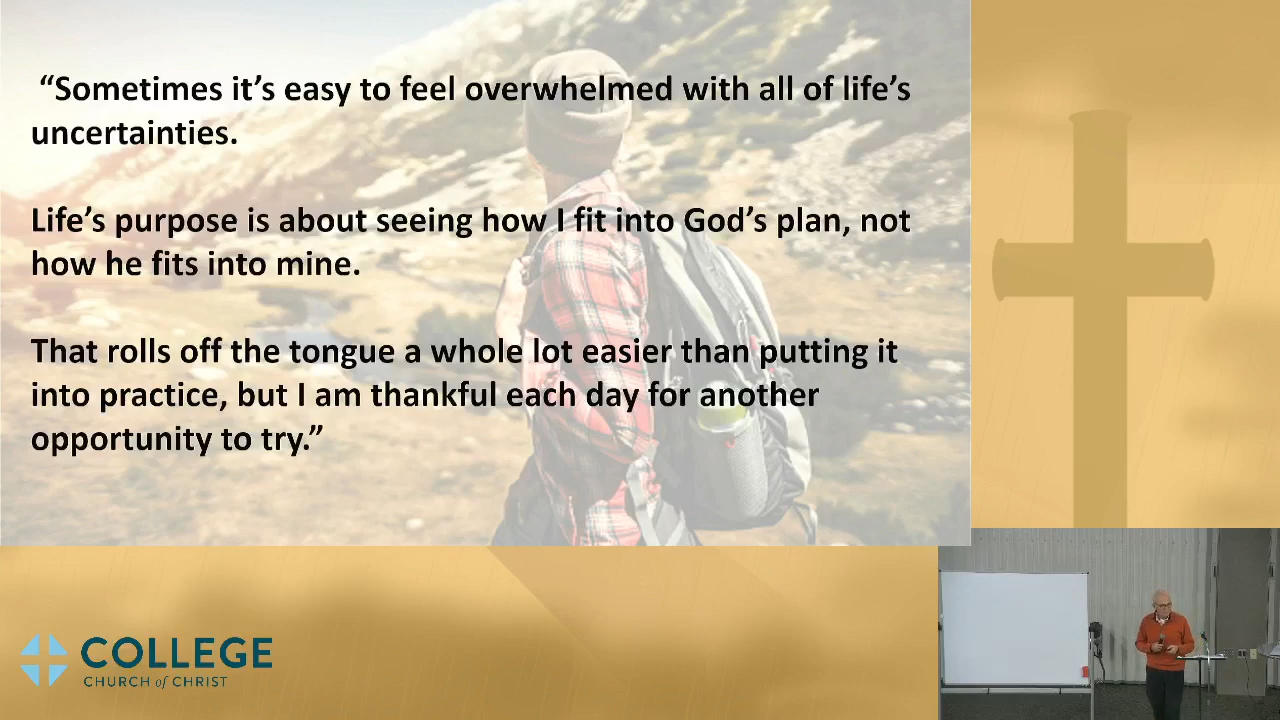 “Sometimes it’s easy to feel overwhelmed with all of life’s
uncertainties.
Life’s purpose is about seeing how I fit into God’s plan, not
how he fits into mine.
That rolls off the tongue a whole lot easier than putting it
into practice, but I am thankful each day for another
opportunity to try.”
COLLEGE
CHURCH of CHRIST